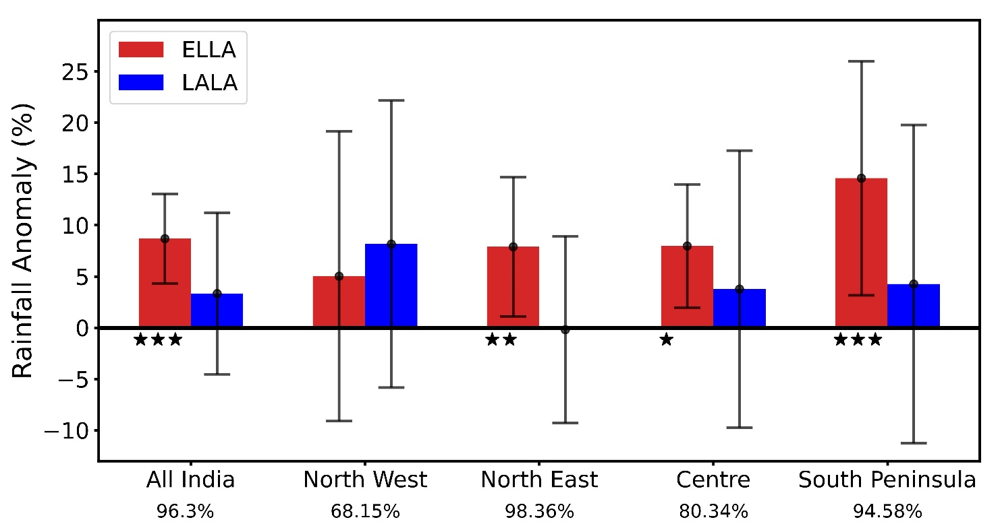 ELLA
LALA
Rainfall Anomaly (%)
25
20
15
10
5
0
−5
−10
★★★
★★
★
★★★
All India
North West
North East
Centre
South Peninsula
96.3%
68.15%
98.36%
80.34%
94.58%